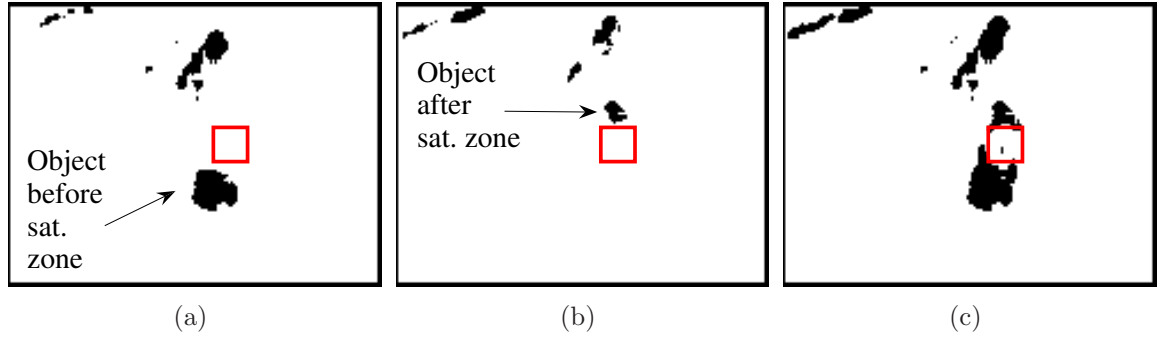 Object
before
sat.
zone
Object
after
sat. zone
(a)
(b)
(c)